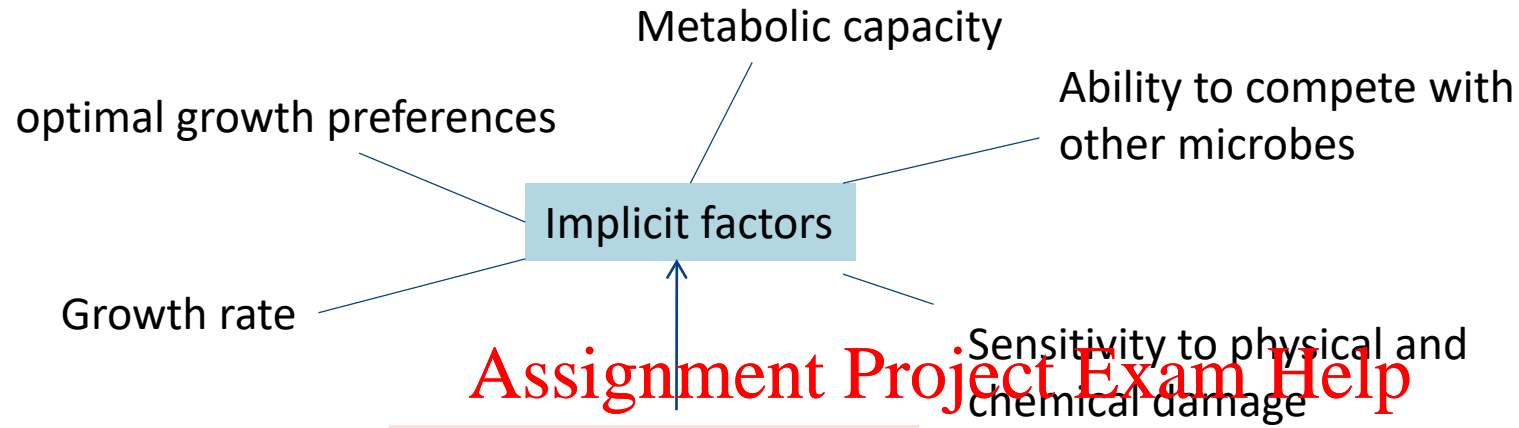 Metabolic capacity
Ability to compete with
other microbes
optimal growth preferences
Implicit factors
Growth rate
Sensitivity to physical and
chemical damage
Assignment Project Exam Help